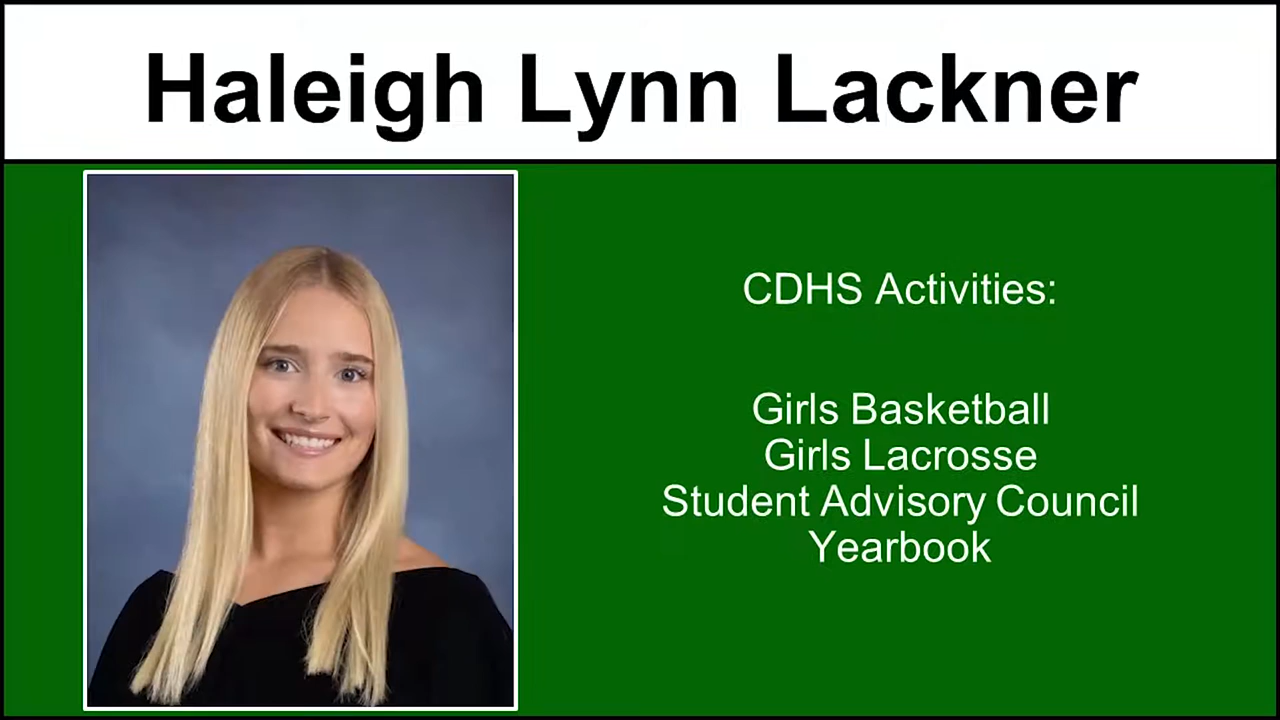 Haleigh Lynn Lackner
CDHS Activities:
Girls Basketball
Girls Lacrosse
Student Advisory Council
Yearbook